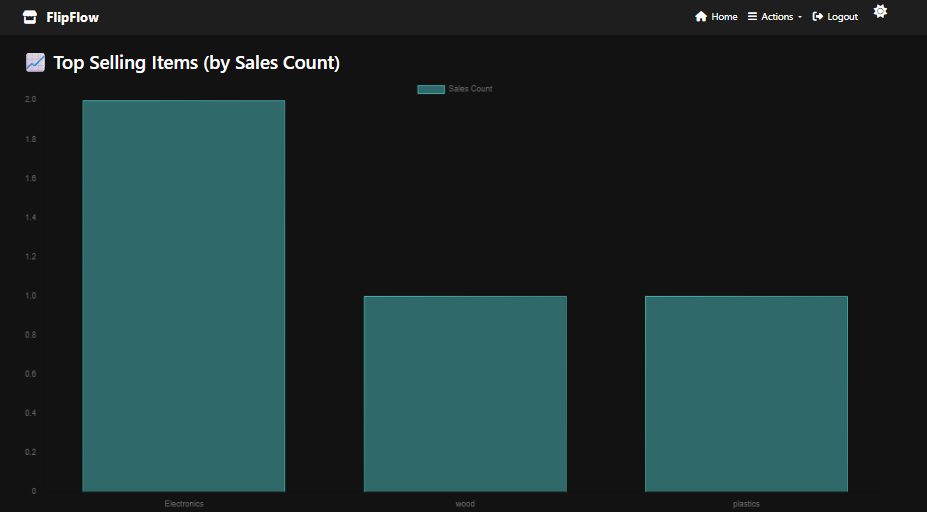 FlipFlow
Home Actions Logout
Top Selling Items (by Sales Count)
Sales Count
2.0
1.8
1.6
1.4
1.2
1.0
0.8
0.6
0.4
0.2
0
Electronics wood plastics